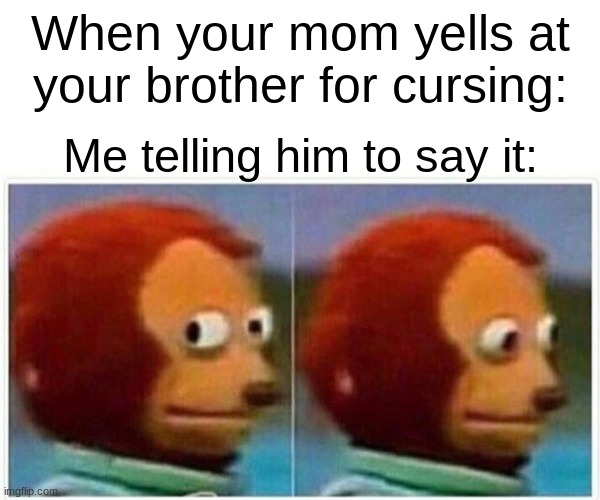 When your mom yells at
your brother for cursing:
Me telling him to say it:
imgflip.com